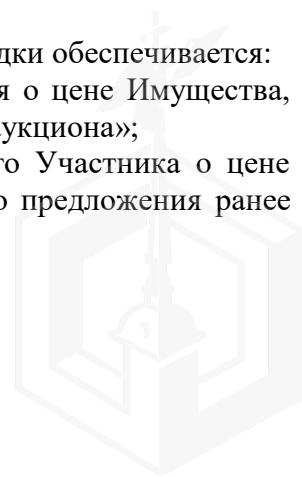 дки обеспечивается:
я о цене Имущества,
укциона»;
го Участника о цене
о предложения ранее